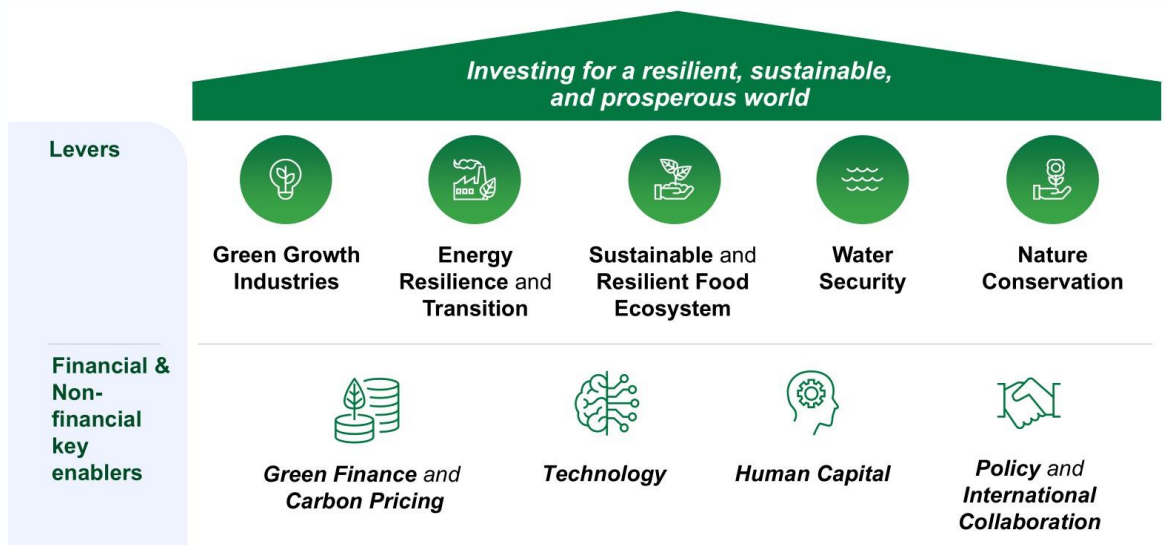 Investing for a resilient, sustainable,
and prosperous world
Levers
Green Growth
Industries
Energy
Resilience and
Transition
Sustainable and
Resilient Food
Ecosystem
Water
Security
Nature
Conservation
Financial &
Non-
financial
key
enablers
Green Finance and
Carbon Pricing
Technology
Human Capital
Policy and
International
Collaboration